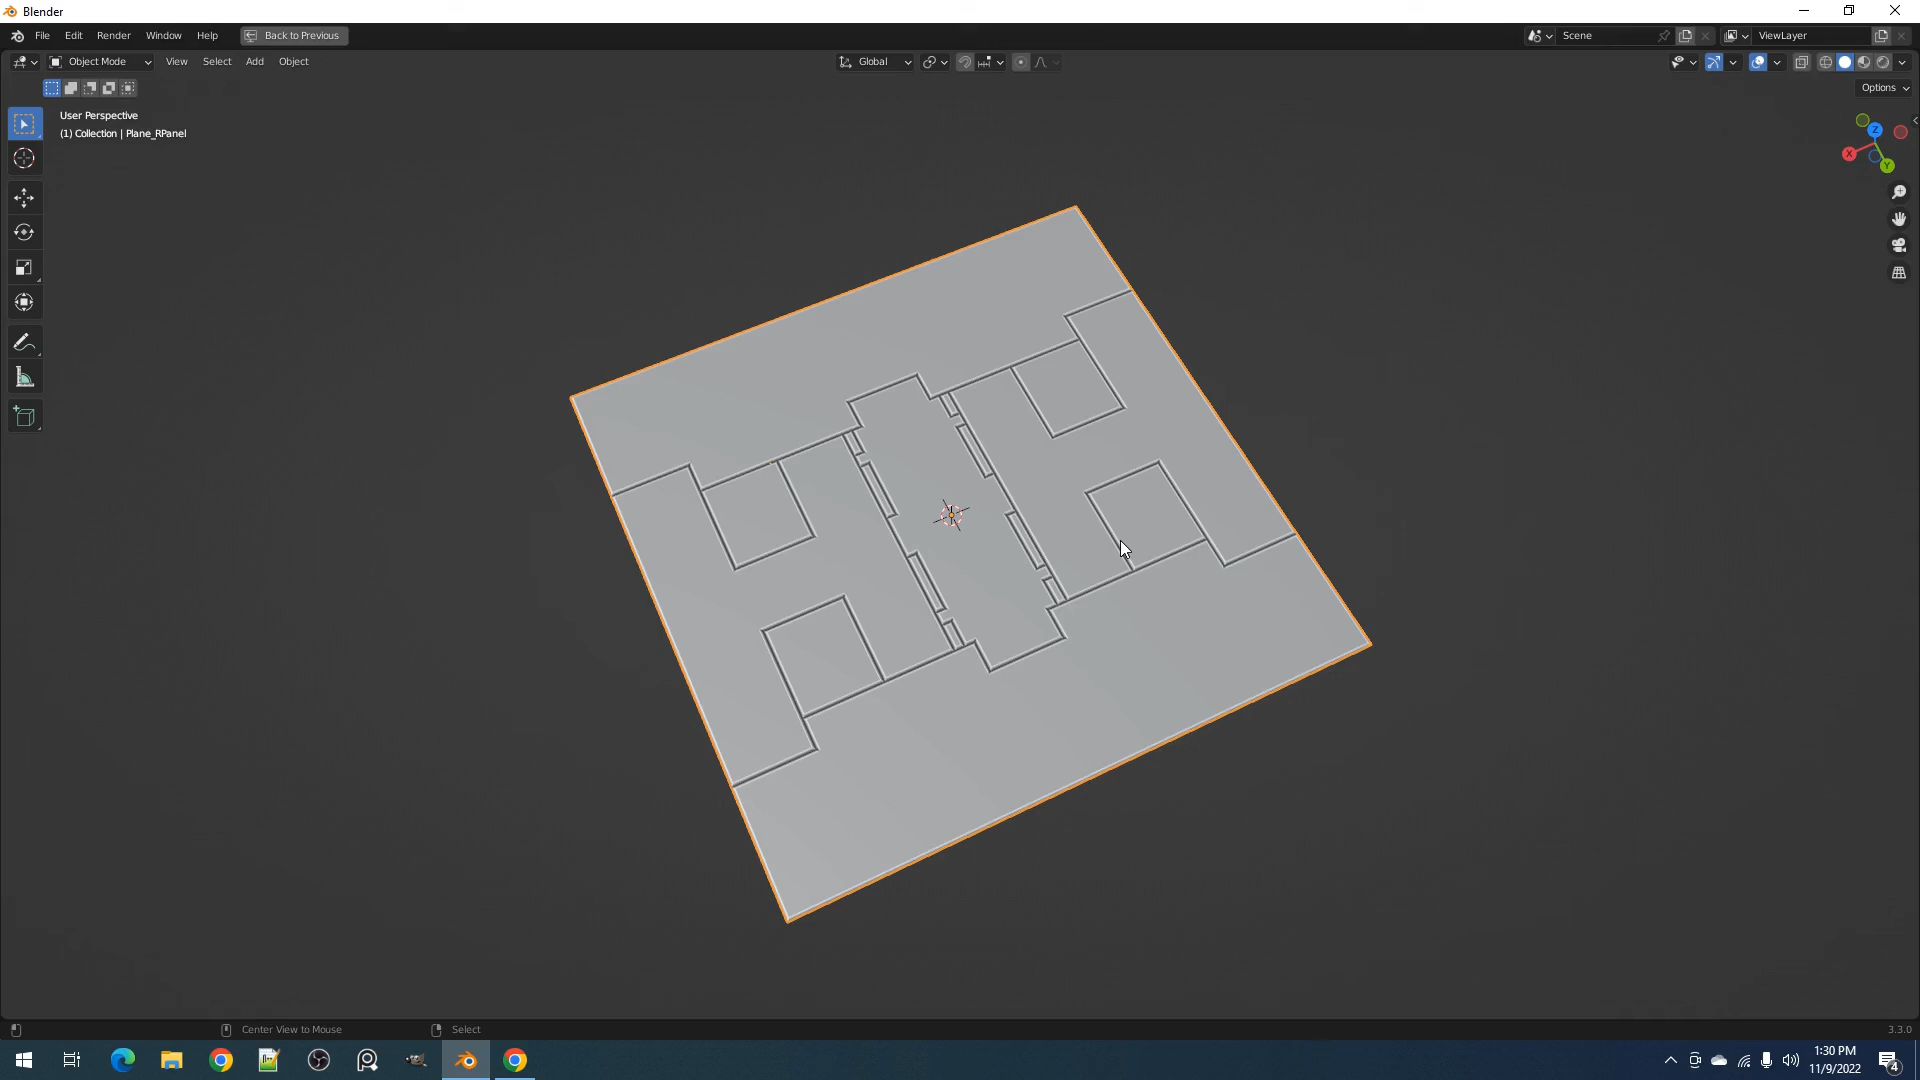 Blender
File Edit Render Window Help Back to Previous
Scene ViewLayer
Object Mode View Select Add Object Global
Options
User Perspective
(1) Collection | Plane_RPanel
Z
X
Y
Center View to Mouse Select
3.3.0
1:30 PM
11/9/2022
4